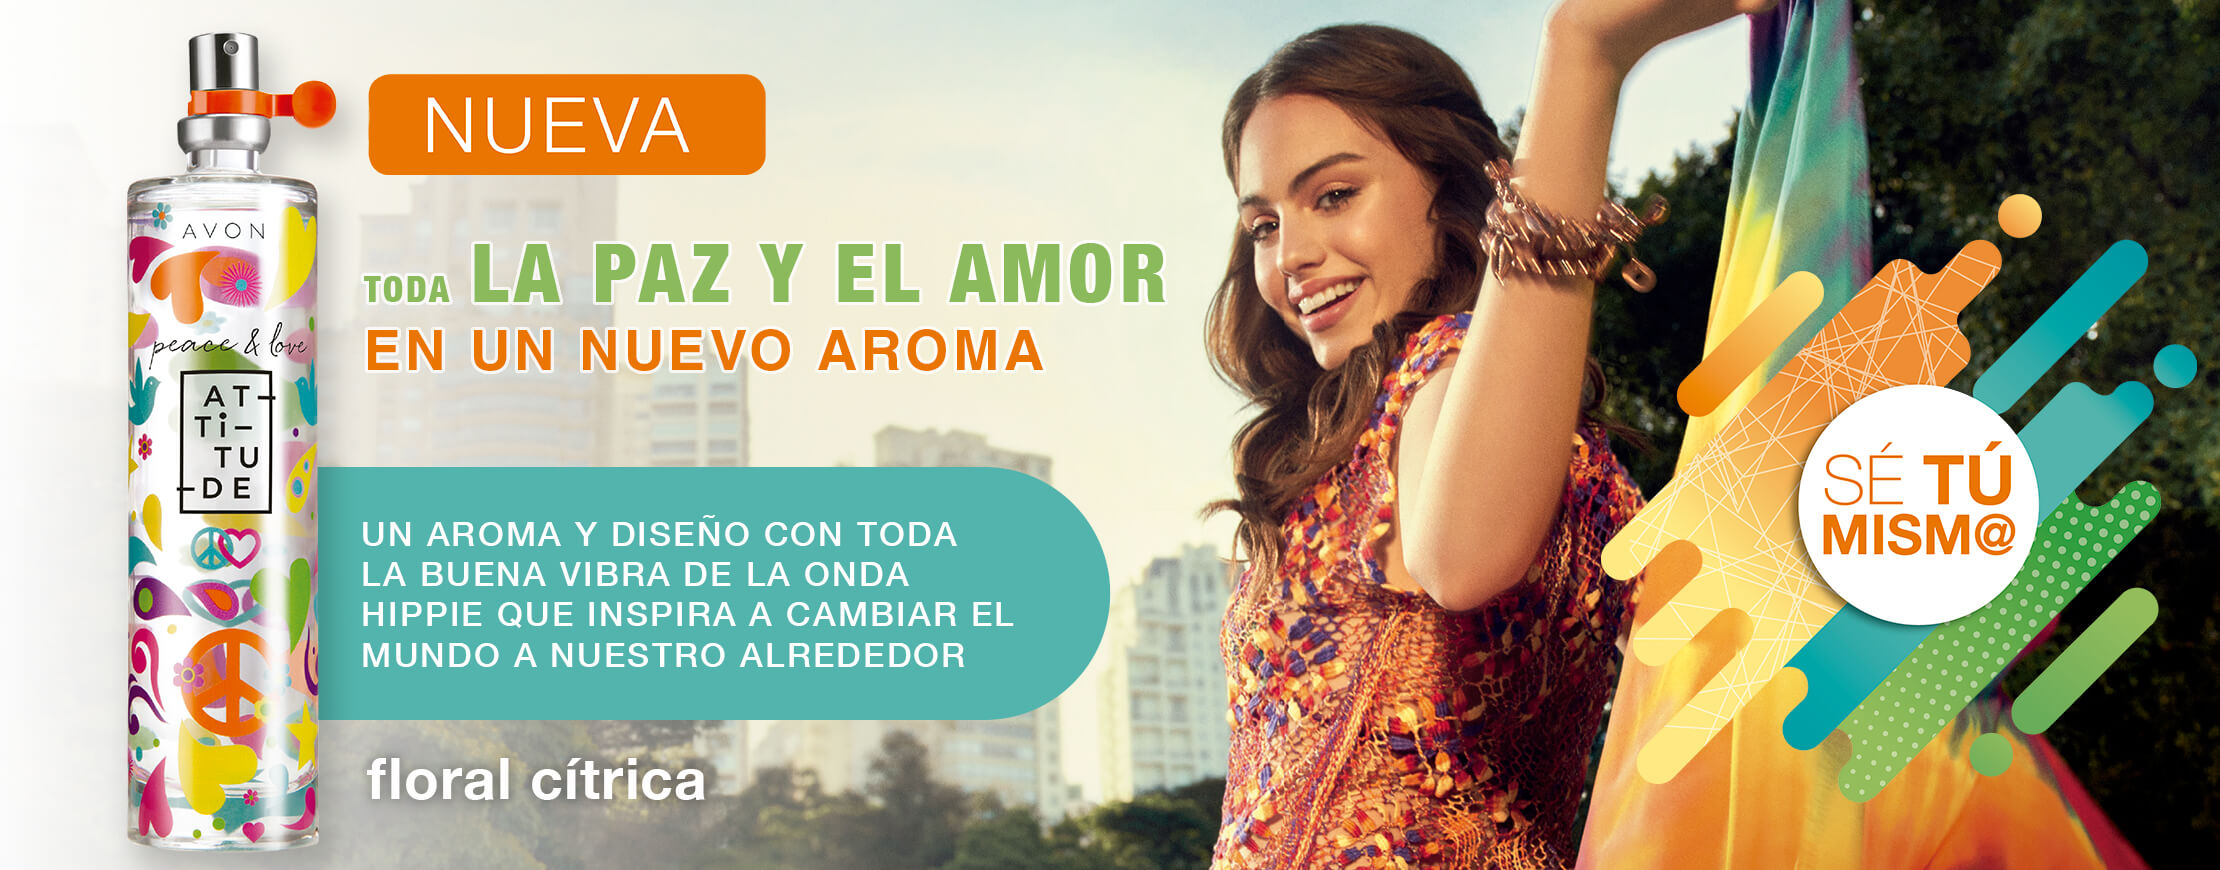 AVON
peace & love
AT
Ti-
TU
-DE
NUEVA
TODA LA PAZ Y EL AMOR
EN UN NUEVO AROMA
UN AROMA Y DISEÑO CON TODA
LA BUENA VIBRA DE LA ONDA
HIPPIE QUE INSPIRA A CAMBIAR EL
MUNDO A NUESTRO ALREDEDOR
floral cítrica
SÉ TÚ
MISM@